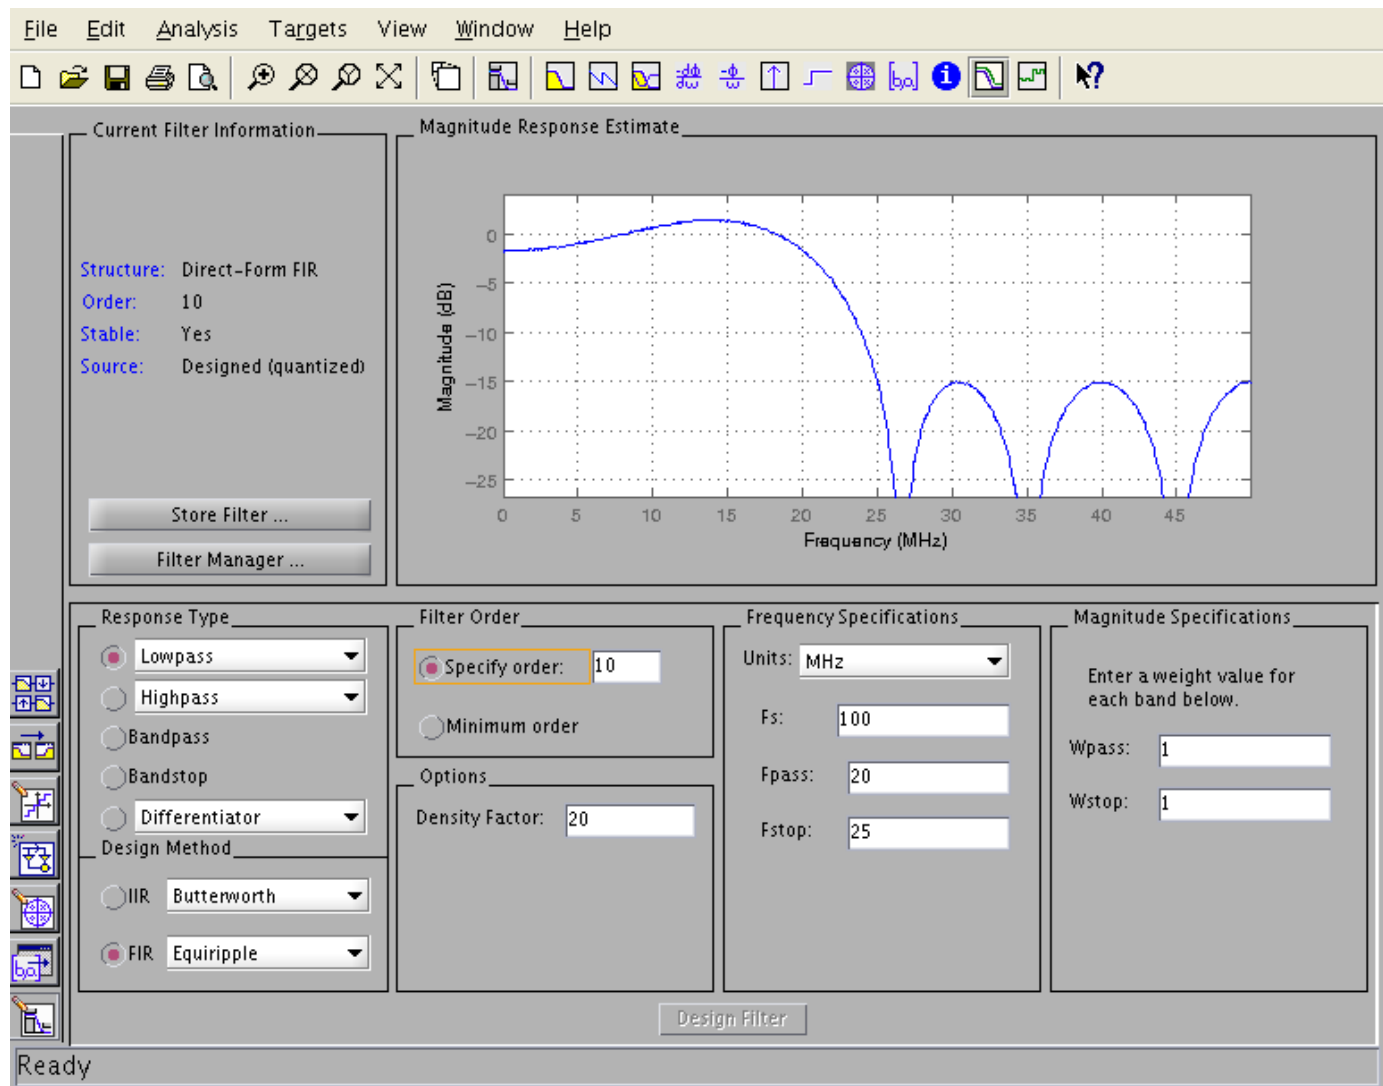 File Edit Analysis Targets View Window Help
Current Filter Information
Structure: Direct-Form FIR
Order: 10
Stable: Yes
Source: Designed (quantized)
Store Filter ...
Filter Manager ...
Magnitude Response Estimate
Magnitude (dB)
0
-5
-10
-15
-20
-25
0 5 10 15 20 25 30 35 40 45
Frequency (MHz)
Response Type
Lowpass
Highpass
Bandpass
Bandstop
Differentiator
Design Method
IIR Butterworth
FIR Equiripple
Filter Order
Specify order: 10
Minimum order
Options
Density Factor: 20
Frequency Specifications
Units: MHz
Fs: 100
Fpass: 20
Fstop: 25
Magnitude Specifications
Enter a weight value for
each band below.
Wpass: 1
Wstop: 1
Design Filter
Ready